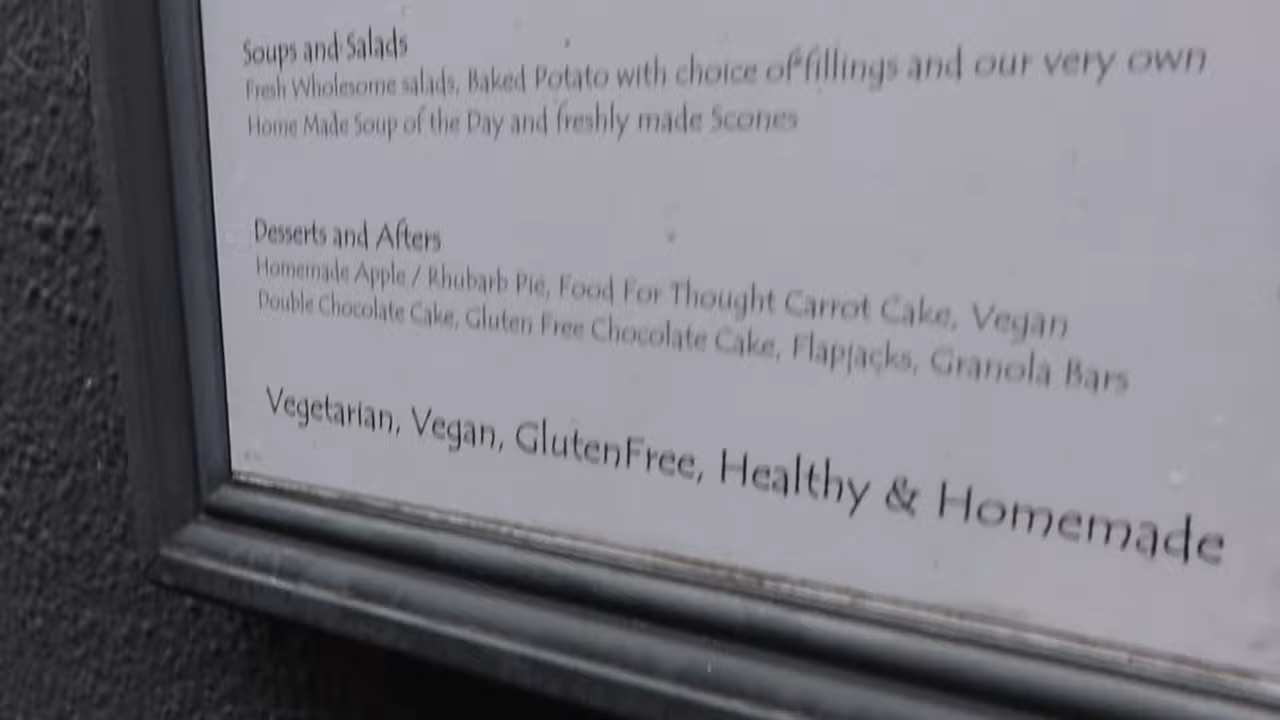 Soups and Salads
Fresh Wholesome salads, Baked Potato with choice of fillings and our very own
Home Made Soup of the Day and freshly made Scones
Desserts and Afters
Homemade Apple / Rhubarb Pie, Food For Thought Carrot Cake, Vegan
Double Chocolate Cake, Gluten Free Chocolate Cake, Flapjacks, Granola Bars
Vegetarian, Vegan, GlutenFree, Healthy & Homemade